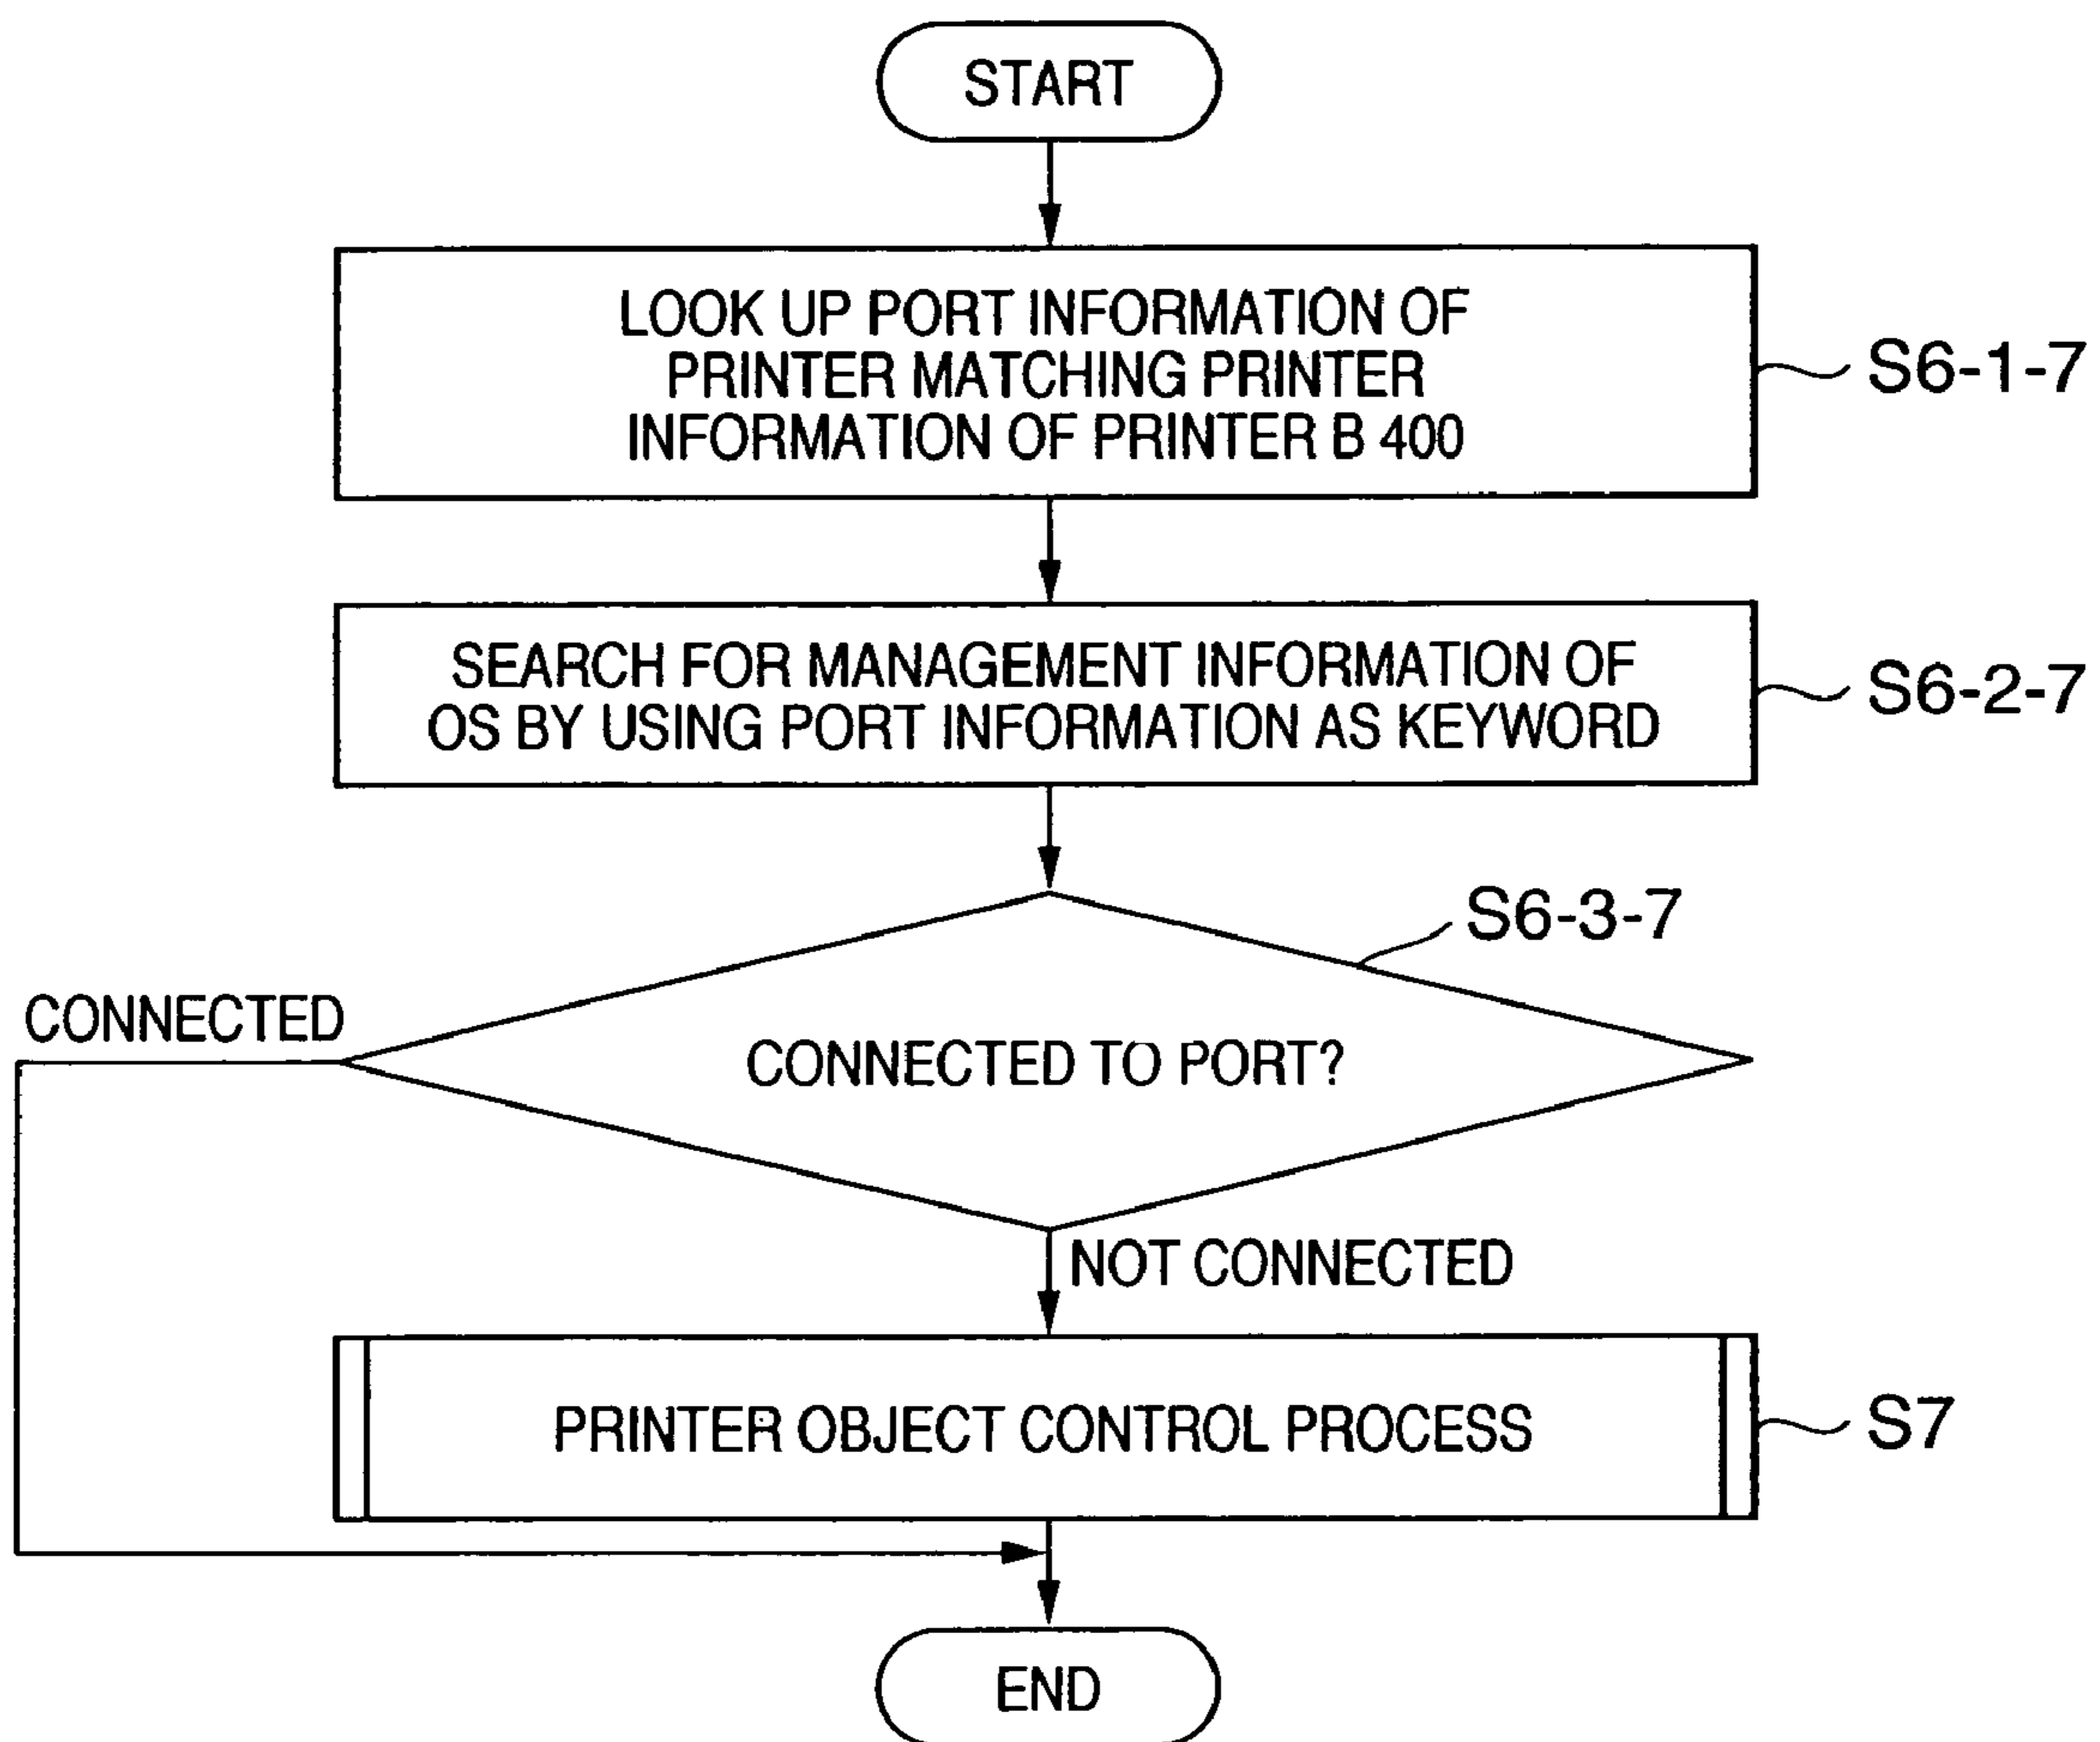 START
LOOK UP PORT INFORMATION OF
PRINTER MATCHING PRINTER
INFORMATION OF PRINTER B 400
S6-1-7
SEARCH FOR MANAGEMENT INFORMATION OF
OS BY USING PORT INFORMATION AS KEYWORD
S6-2-7
S6-3-7
CONNECTED
CONNECTED TO PORT?
NOT CONNECTED
PRINTER OBJECT CONTROL PROCESS
S7
END